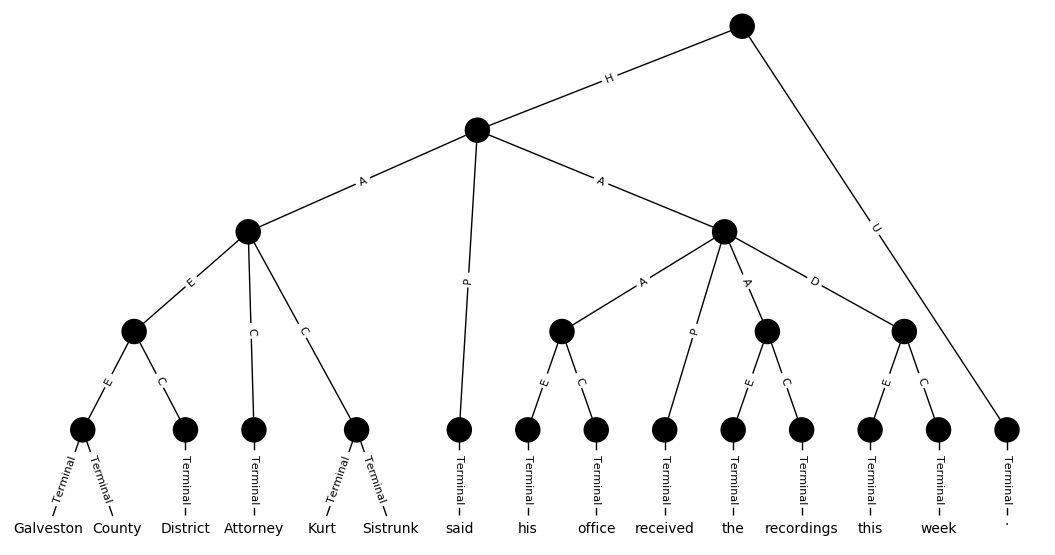 H
A A U
E C C P A P A D
E C E C E C E C
Terminal Terminal Terminal Terminal Terminal Terminal Terminal Terminal Terminal Terminal Terminal Terminal Terminal Terminal Terminal
Galveston County District Attorney Kurt Sistrunk said his office received the recordings this week .